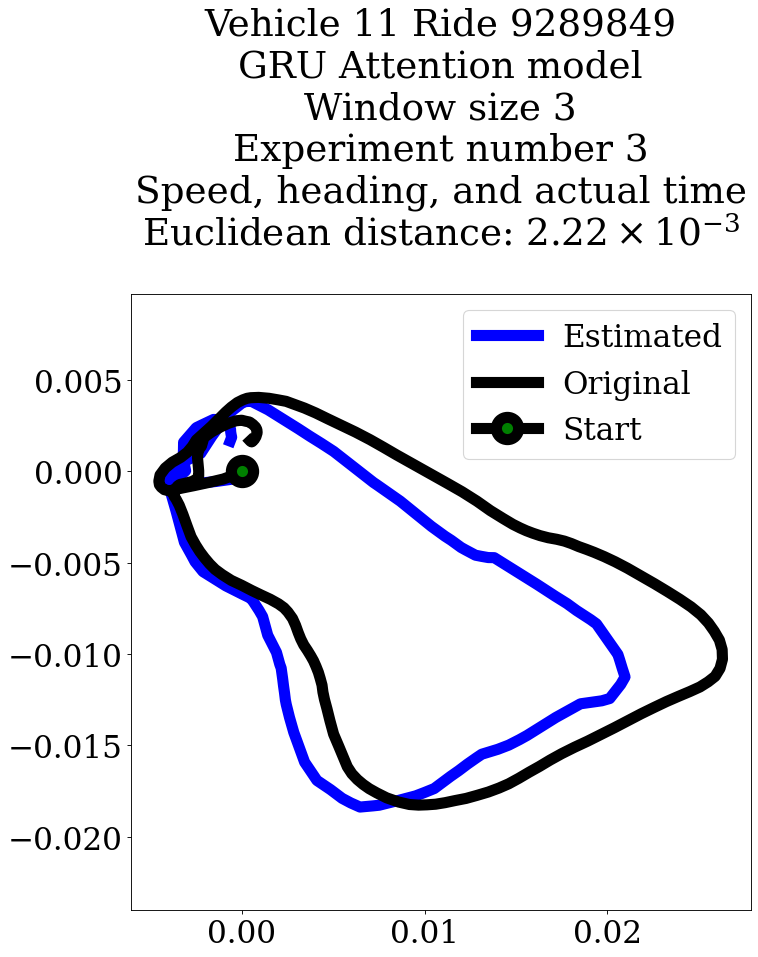 Vehicle 11 Ride 9289849
GRU Attention model
Window size 3
Experiment number 3
Speed, heading, and actual time
Euclidean distance: 2.22 × 10⁻³
Estimated
Original
Start
0.005
0.000
−0.005
−0.010
−0.015
−0.020
0.00 0.01 0.02